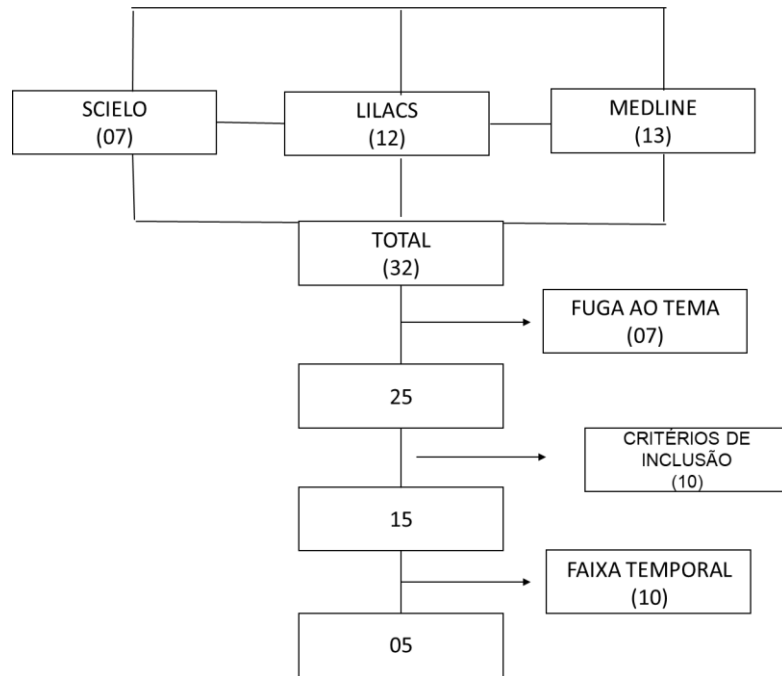 SCIELO
(07)
LILACS
(12)
MEDLINE
(13)
TOTAL
(32)
FUGA AO TEMA
(07)
25
CRITÉRIOS DE
INCLUSÃO
(10)
15
FAIXA TEMPORAL
(10)
05